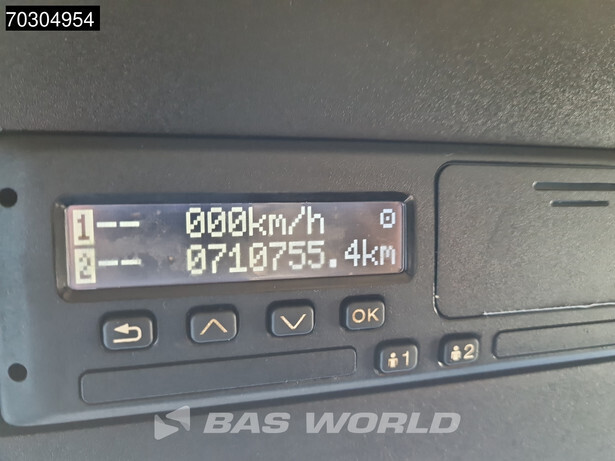 70304954
1-- 000km/h
2-- 0710755.4km
OK
1
2
BAS WORLD